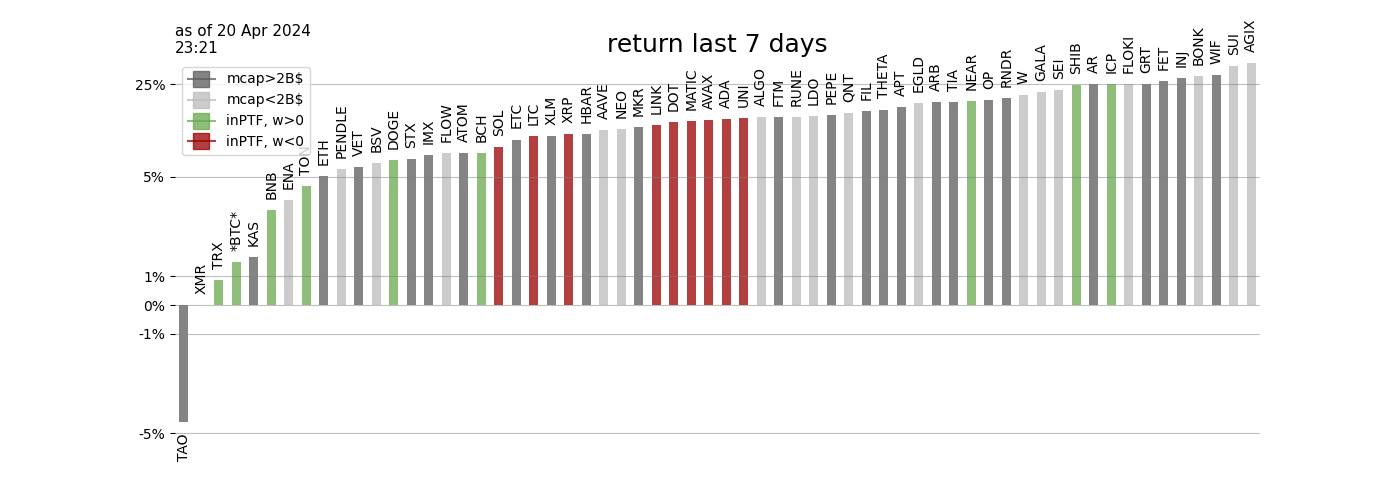 as of 20 Apr 2024
23:21
return last 7 days
mcap>2B$
mcap<2B$
inPTF, w>0
inPTF, w<0
25%
5%
1%
0%
-1%
-5%
TAO
XMR
TRX
*BTC*
KAS
BNB
ENA
TON
ETH
PENDLE
VET
BSV
DOGE
STX
IMX
FLOW
ATOM
BCH
SOL
ETC
LTC
XLM
XRP
HBAR
AAVE
NEO
MKR
LINK
DOT
MATIC
AVAX
ADA
UNI
ALGO
FTM
RUNE
LDO
PEPE
QNT
FIL
THETA
APT
EGLD
ARB
TIA
NEAR
OP
RNDR
W
GALA
SEI
SHIB
AR
ICP
FLOKI
GRT
FET
INJ
BONK
WIF
SUI
AGIX